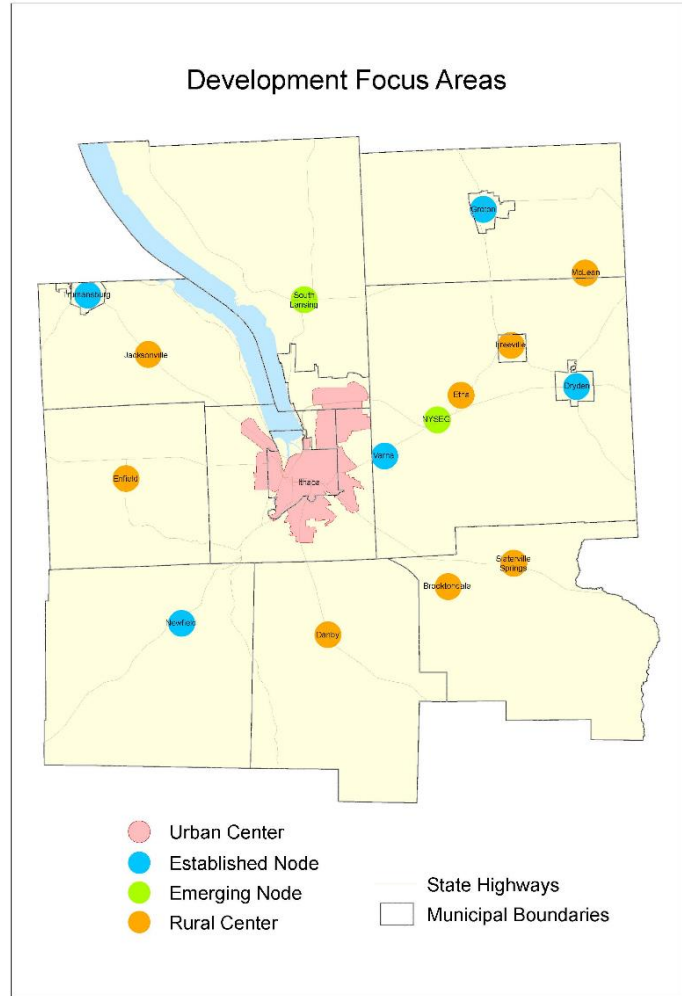 Development Focus Areas
Groton
McLean
Trumansburg
South
Lansing
Freeville
Jacksonville
Dryden
Etna
NYSEG
Varna
Enfield
Ithaca
Slaterville
Springs
Brooktondale
Newfield
Danby
Urban Center
Established Node
Emerging Node
Rural Center
State Highways
Municipal Boundaries